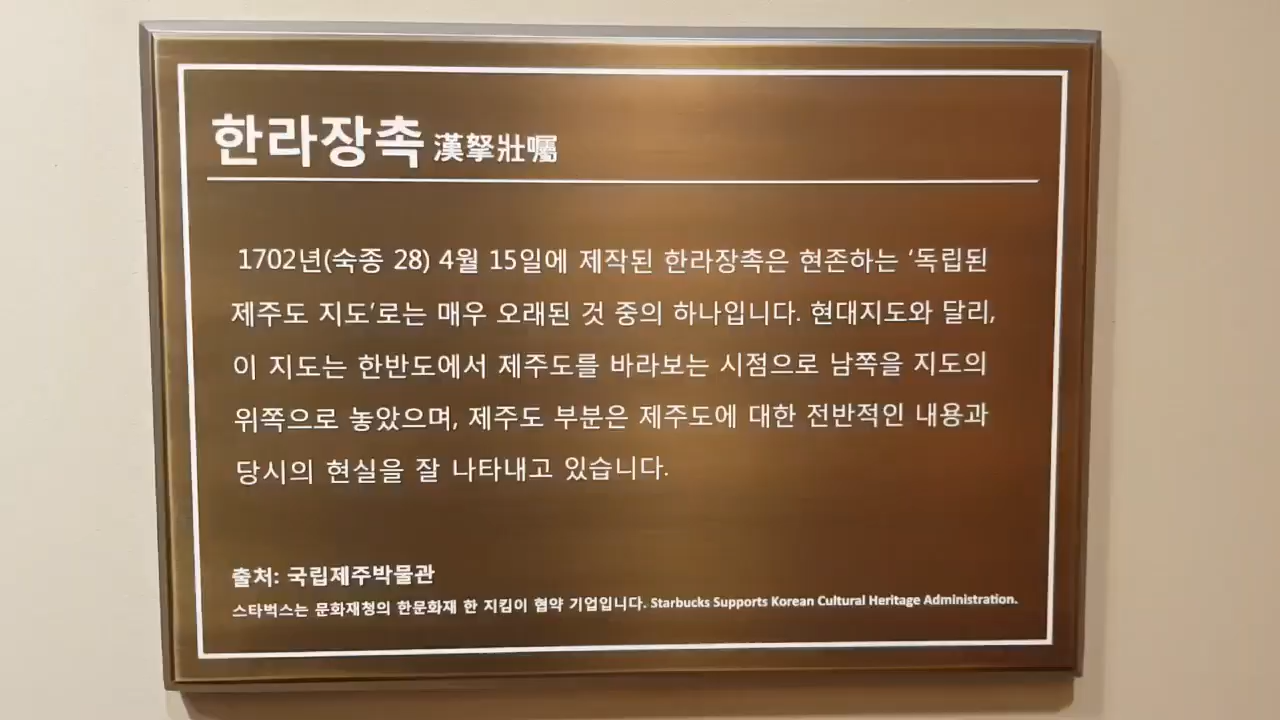 한라장촉 漢拏壯囑
1702년(숙종 28) 4월 15일에 제작된 한라장촉은 현존하는 ‘독립된
제주도 지도’로는 매우 오래된 것 중의 하나입니다. 현대지도와 달리,
이 지도는 한반도에서 제주도를 바라보는 시점으로 남쪽을 지도의
위쪽으로 놓았으며, 제주도 부분은 제주도에 대한 전반적인 내용과
당시의 현실을 잘 나타내고 있습니다.
출처: 국립제주박물관
스타벅스는 문화재청의 한문화재 한 지킴이 협약 기업입니다. Starbucks Supports Korean Cultural Heritage Administration.